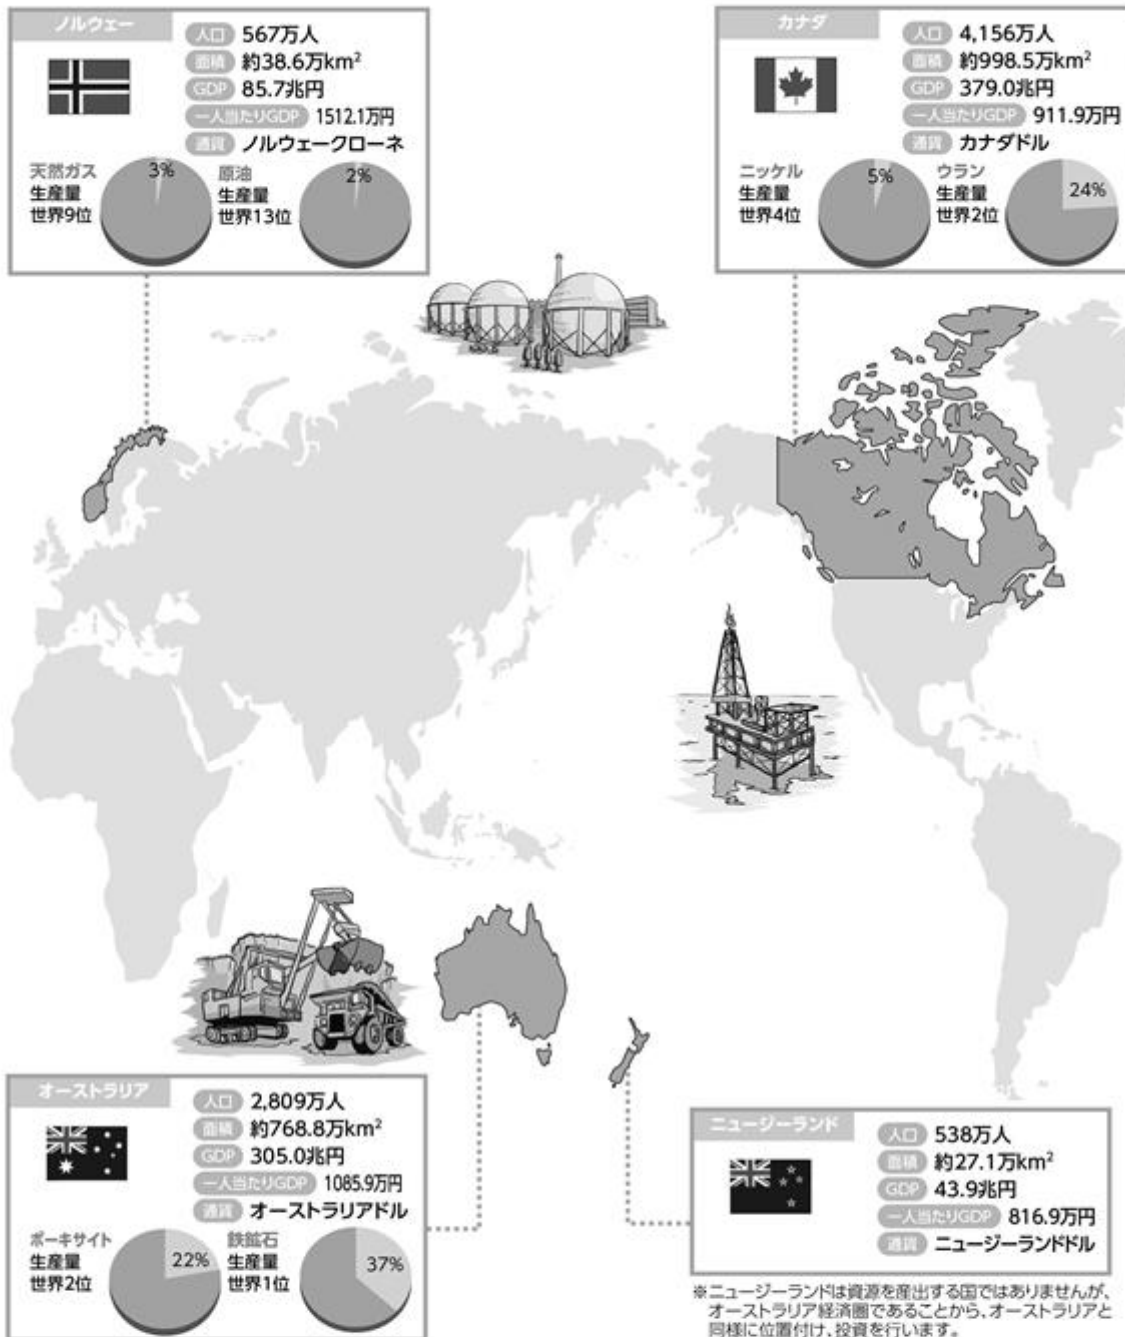 ノルウェー
人口 567万人
面積 約38.6万km²
GDP 85.7兆円
一人当たりGDP 1512.1万円
通貨 ノルウェークローネ
天然ガス
生産量
世界9位
3%
原油
生産量
世界13位
2%
カナダ
人口 4,156万人
面積 約998.5万km²
GDP 379.0兆円
一人当たりGDP 911.9万円
通貨 カナダドル
ニッケル
生産量
世界4位
5%
ウラン
生産量
世界2位
24%
オーストラリア
人口 2,809万人
面積 約768.8万km²
GDP 305.0兆円
一人当たりGDP 1085.9万円
通貨 オーストラリアドル
ボーキサイト
生産量
世界2位
22%
鉄鉱石
生産量
世界1位
37%
ニュージーランド
人口 538万人
面積 約27.1万km²
GDP 43.9兆円
一人当たりGDP 816.9万円
通貨 ニュージーランドドル
※ニュージーランドは資源を産出する国ではありませんが、
オーストラリア経済圏であることから、オーストラリアと
同様に位置付け、投資を行います。